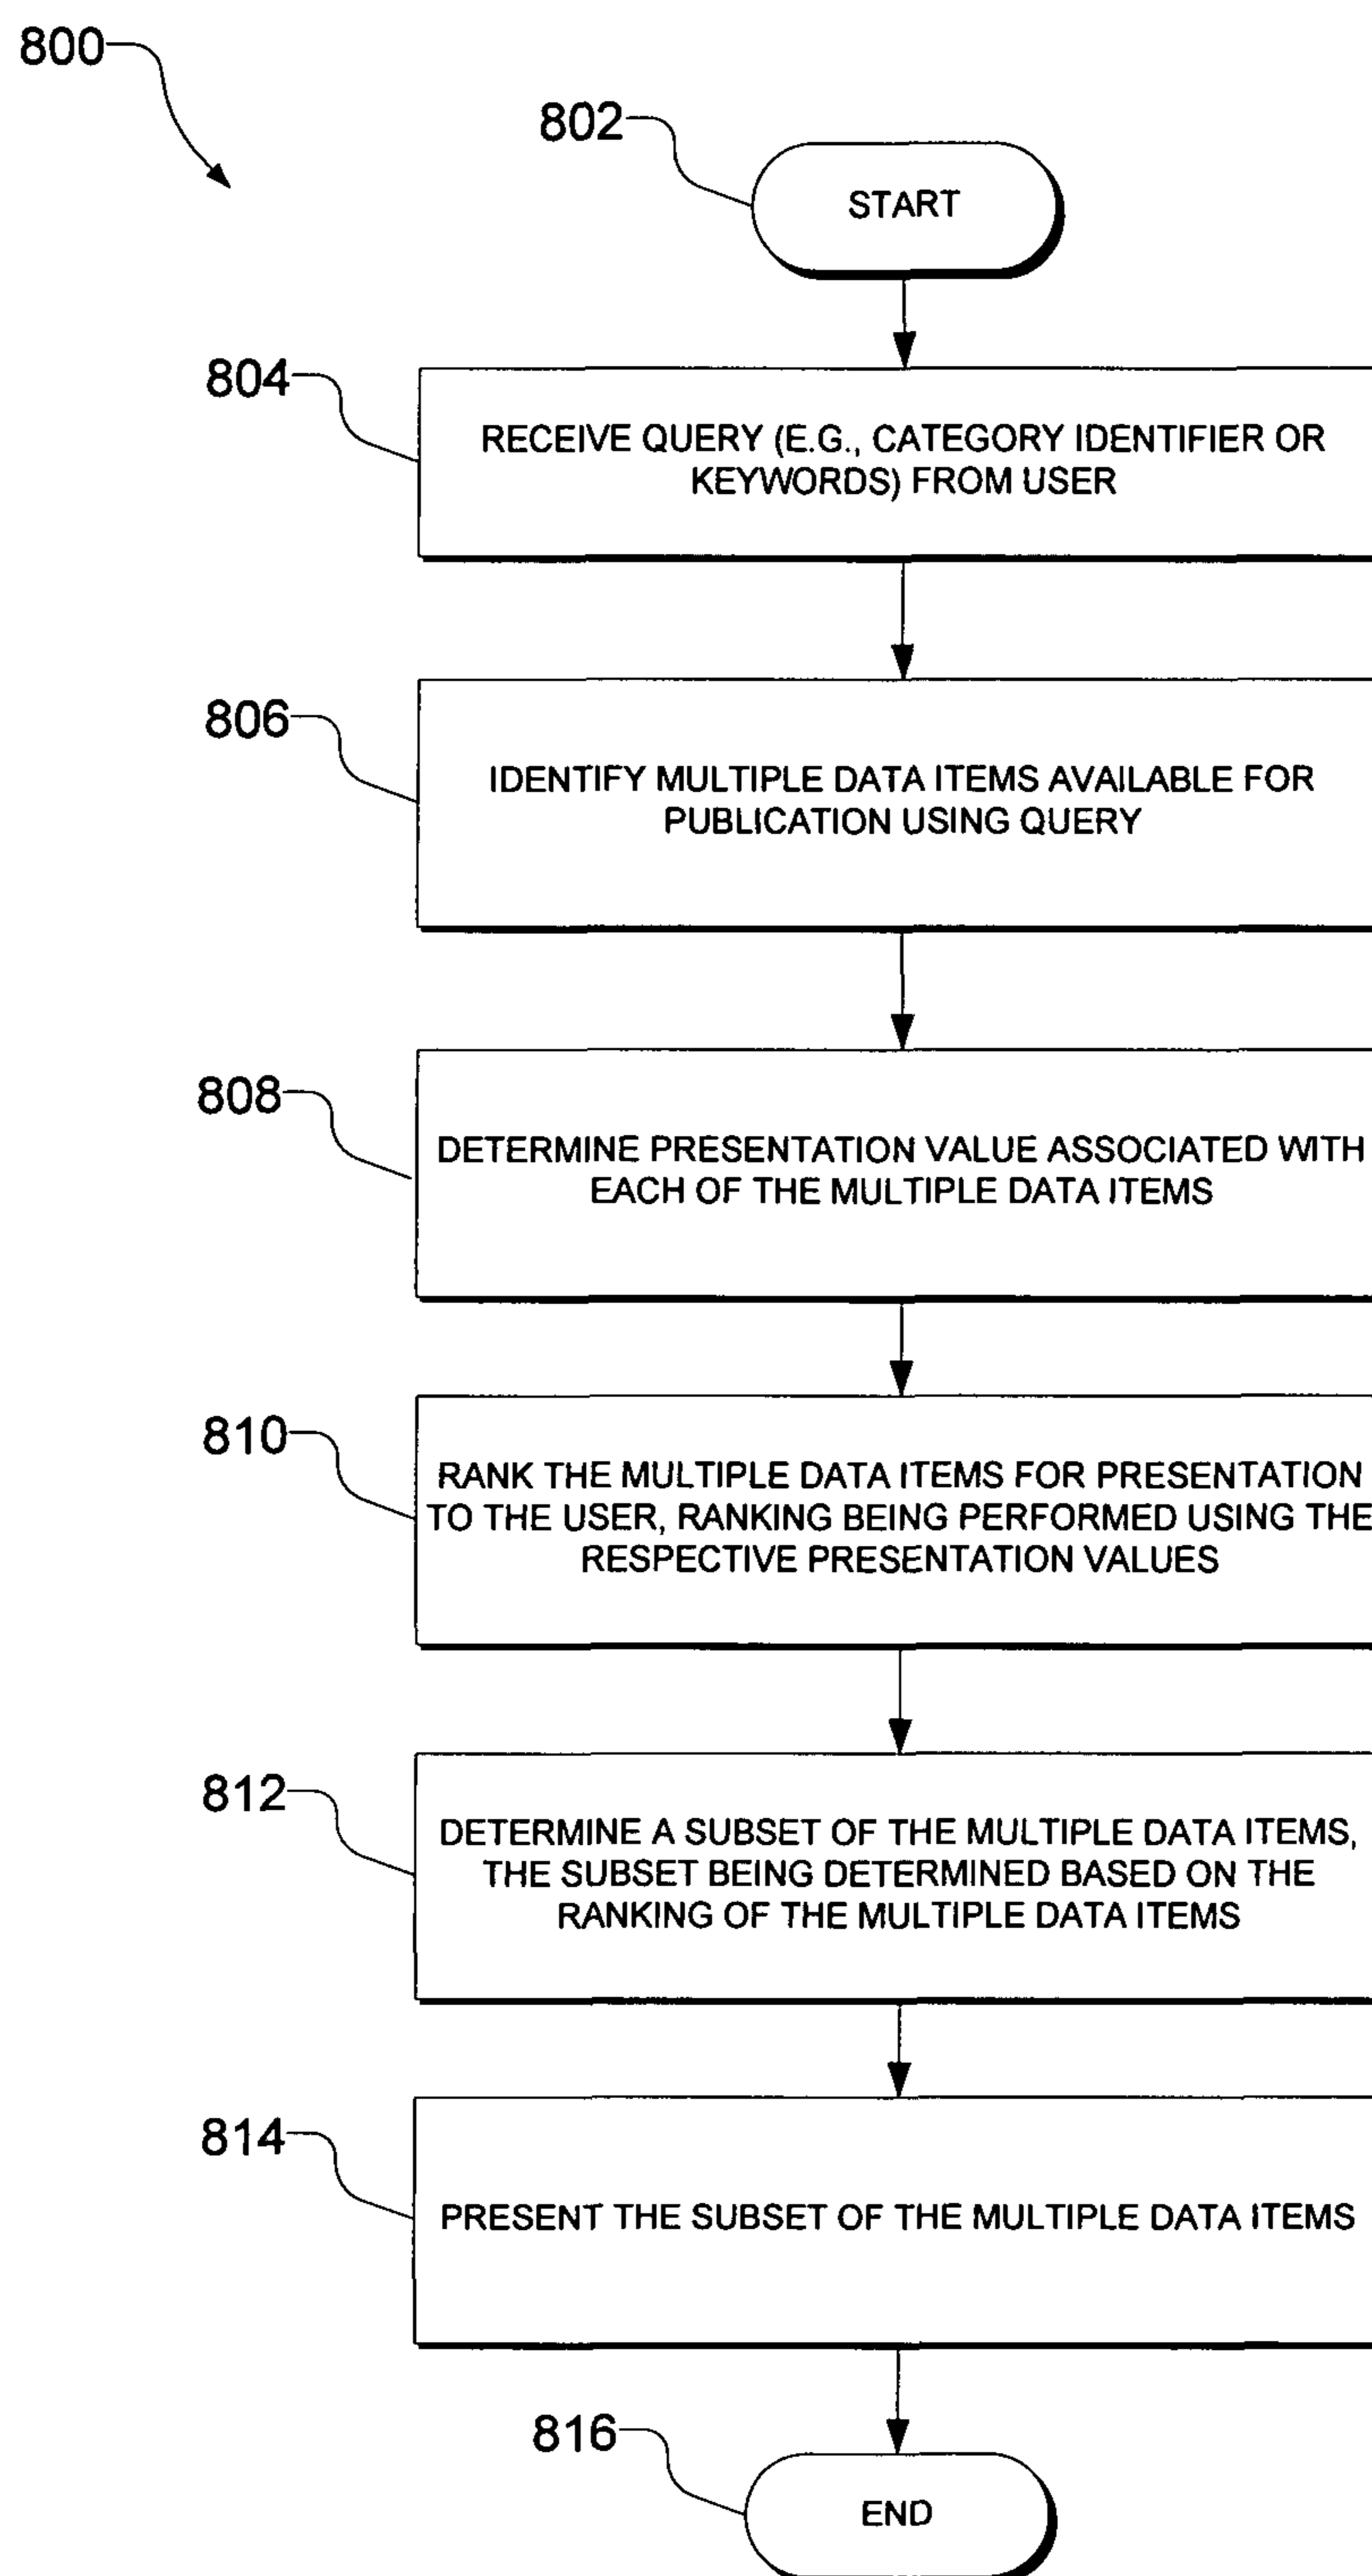 800
802
START
804
RECEIVE QUERY (E.G., CATEGORY IDENTIFIER OR
KEYWORDS) FROM USER
806
IDENTIFY MULTIPLE DATA ITEMS AVAILABLE FOR
PUBLICATION USING QUERY
808
DETERMINE PRESENTATION VALUE ASSOCIATED WITH
EACH OF THE MULTIPLE DATA ITEMS
810
RANK THE MULTIPLE DATA ITEMS FOR PRESENTATION
TO THE USER, RANKING BEING PERFORMED USING THE
RESPECTIVE PRESENTATION VALUES
812
DETERMINE A SUBSET OF THE MULTIPLE DATA ITEMS,
THE SUBSET BEING DETERMINED BASED ON THE
RANKING OF THE MULTIPLE DATA ITEMS
814
PRESENT THE SUBSET OF THE MULTIPLE DATA ITEMS
816
END